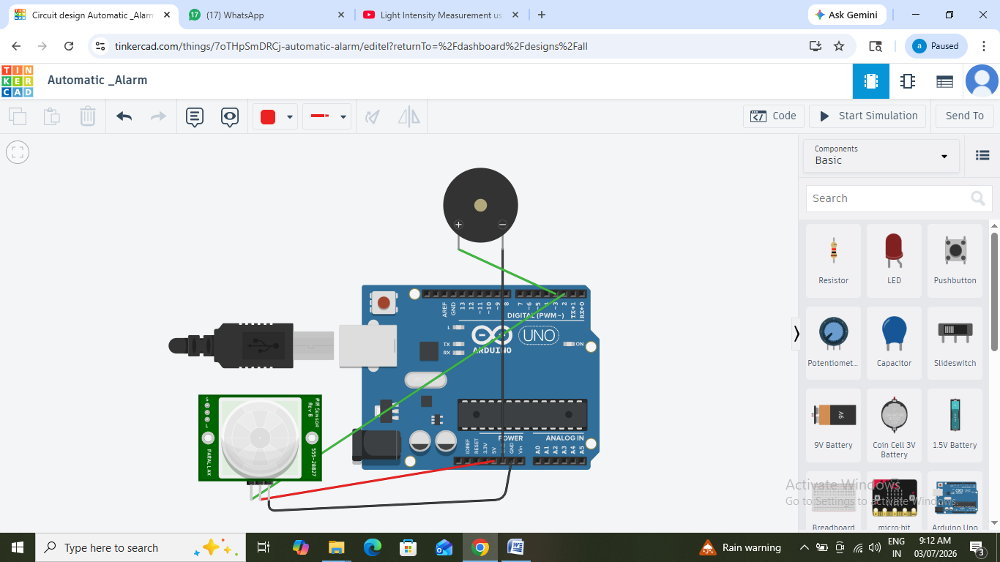 Circuit design Automatic _Alarm
(17) WhatsApp
Light Intensity Measurement us
Ask Gemini
tinkercad.com/things/7oTHpSmDRCj-automatic-alarm/editel?returnTo=%2Fdashboard%2Fdesigns%2Fall
a Paused
TIN
KER
CAD
Automatic _Alarm
Code
Start Simulation
Send To
Components
Basic
Search
Resistor
LED
Pushbutton
Potentiomet...
Capacitor
Slideswitch
9V
9V Battery
Coin Cell 3V
Battery
1.5V Battery
Breadboard
micro:bit
Arduino Uno
AREF
GND
13
12
~11
~10
~9
8
7
~6
~5
~3
2
TX→1
RX←0
DIGITAL (PWM~)
L
TX
RX
ARDUINO
UNO
ON
POWER
ANALOG IN
IOREF
RESET
3.3V
5V
GND
Vin
A0
A1
A2
A3
A4
A5
S
L
PIR SENSOR
Rev B
PARALLAX
555-28027
Activate Windows
Go to Settings to activate Windows.
Type here to search
Rain warning
ENG
IN
9:12 AM
03/07/2026
3